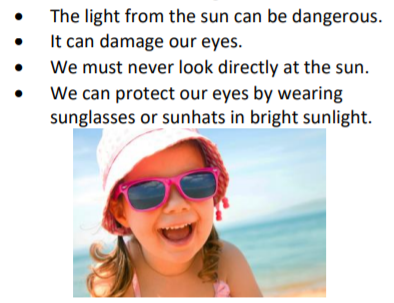 • The light from the sun can be dangerous.
• It can damage our eyes.
• We must never look directly at the sun.
• We can protect our eyes by wearing
sunglasses or sunhats in bright sunlight.